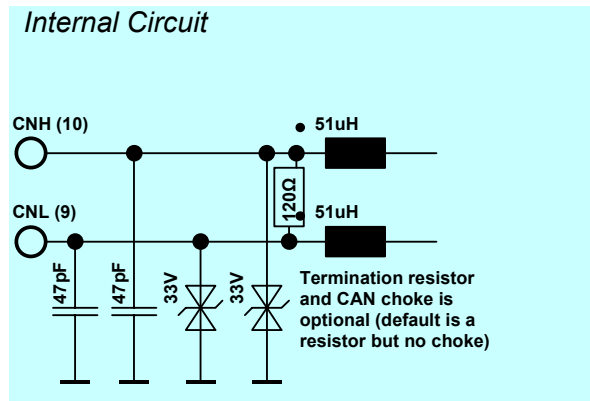 Internal Circuit
CNH (10)
51uH
120Ω
CNL (9)
51uH
47pF
47pF
33V
33V
Termination resistor
and CAN choke is
optional (default is a
resistor but no choke)